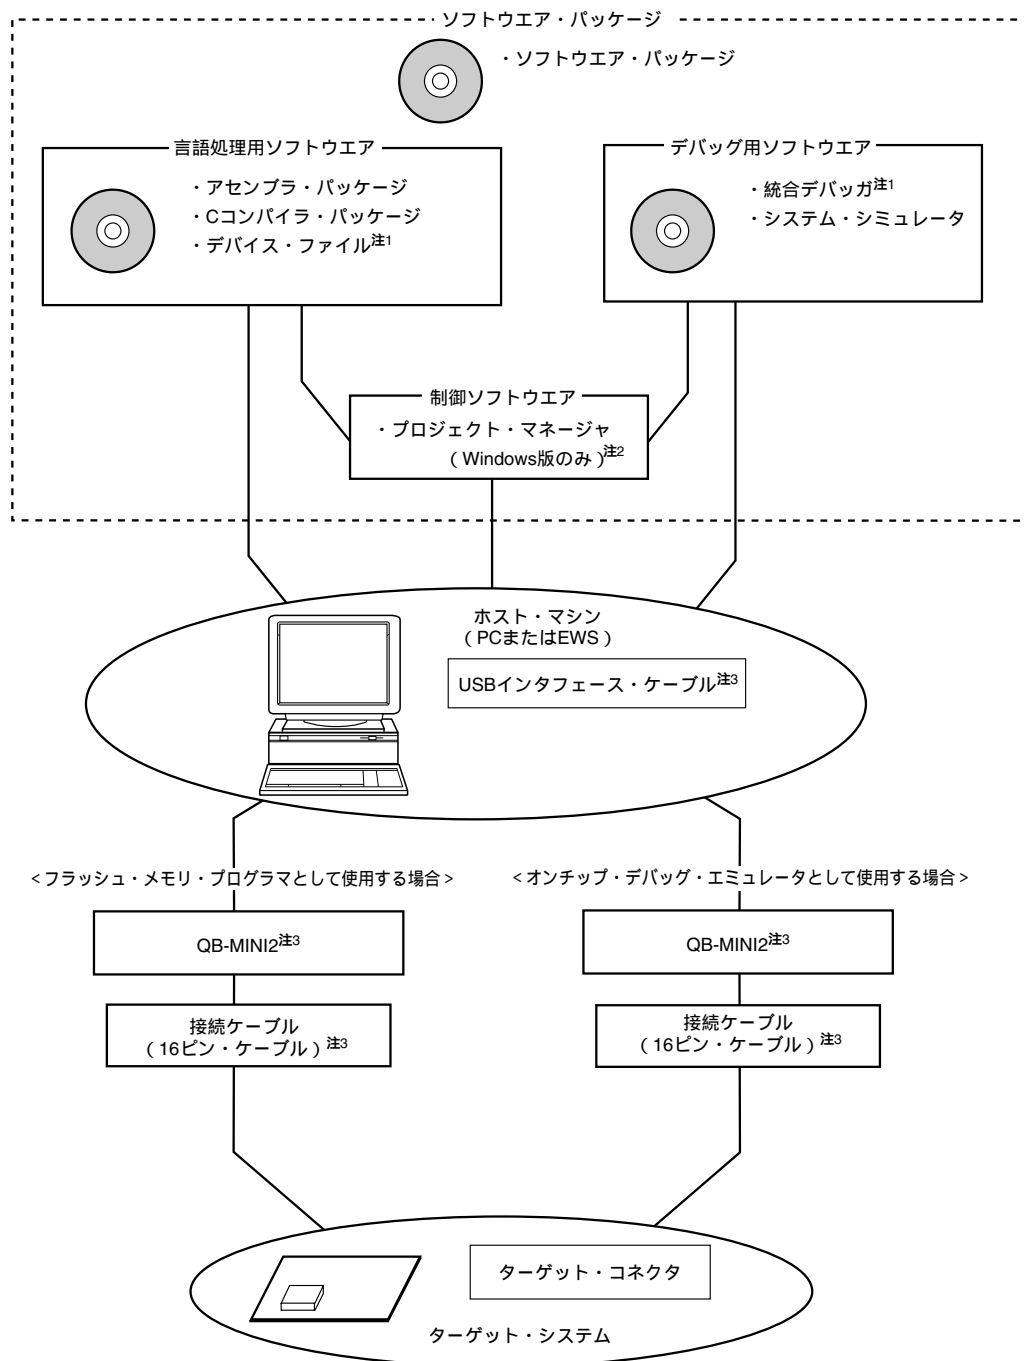 ソフトウエア・パッケージ
・ソフトウエア・パッケージ
言語処理用ソフトウエア
・アセンブラ・パッケージ
・Cコンパイラ・パッケージ
・デバイス・ファイル注1
デバッグ用ソフトウエア
・統合デバッガ注1
・システム・シミュレータ
制御ソフトウエア
・プロジェクト・マネージャ
（Windows版のみ）注2
ホスト・マシン
（PCまたはEWS）
USBインタフェース・ケーブル注3
<フラッシュ・メモリ・プログラマとして使用する場合>
<オンチップ・デバッグ・エミュレータとして使用する場合>
QB-MINI2注3
QB-MINI2注3
接続ケーブル
（16ピン・ケーブル）注3
接続ケーブル
（16ピン・ケーブル）注3
ターゲット・コネクタ
ターゲット・システム